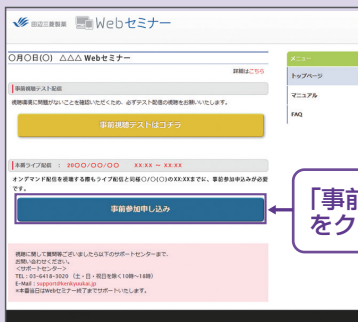 田辺三菱製薬 Webセミナー
○月○日(○) △△△ Webセミナー
詳細はこちら
事前視聴テスト配信
視聴環境に問題がないことを確認いただくため、必ずテスト配信の視聴をお願いいたします。
事前視聴テストはコチラ
本番ライブ配信 : 20○○/○○/○○ XX:XX ～ XX:XX
オンデマンド配信を視聴する際もライブ配信と同様○/○(○)のXX:XXまでに、事前参加申込みが必要
です。
事前参加申し込み
視聴に関して質問等ございましたら以下のサポートセンターまで、
お問い合わせください。
<サポートセンター>
TEL：03-6418-3020 （土・日・祝日を除く10時～18時）
E-Mail：support@kenkyuukai.jp
※本番当日はWebセミナー終了までサポートいたします。
メニュー
トップページ
マニュアル
FAQ
「事前
をク